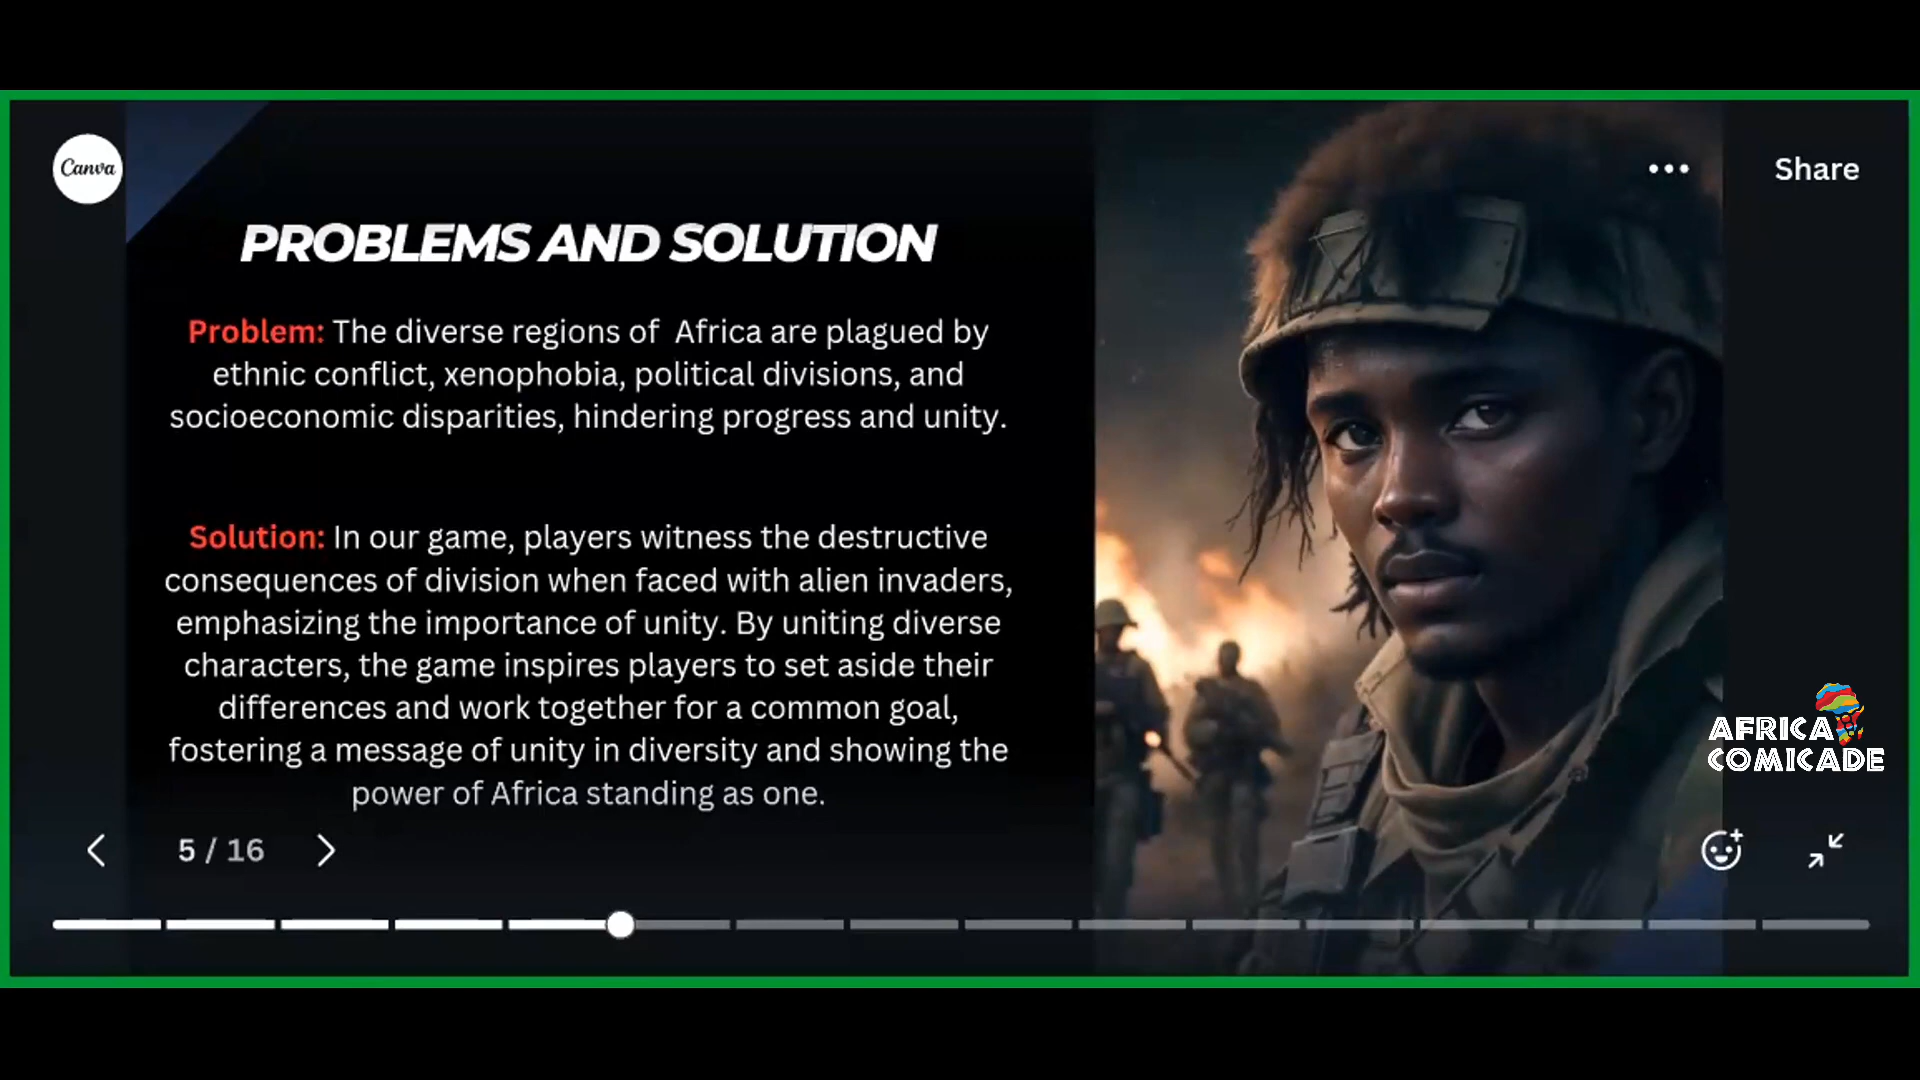 Canva
Share
PROBLEMS AND SOLUTION
Problem: The diverse regions of Africa are plagued by
ethnic conflict, xenophobia, political divisions, and
socioeconomic disparities, hindering progress and unity.
Solution: In our game, players witness the destructive
consequences of division when faced with alien invaders,
emphasizing the importance of unity. By uniting diverse
characters, the game inspires players to set aside their
differences and work together for a common goal,
fostering a message of unity in diversity and showing the
power of Africa standing as one.
AFRICA
COMICADE
5 / 16